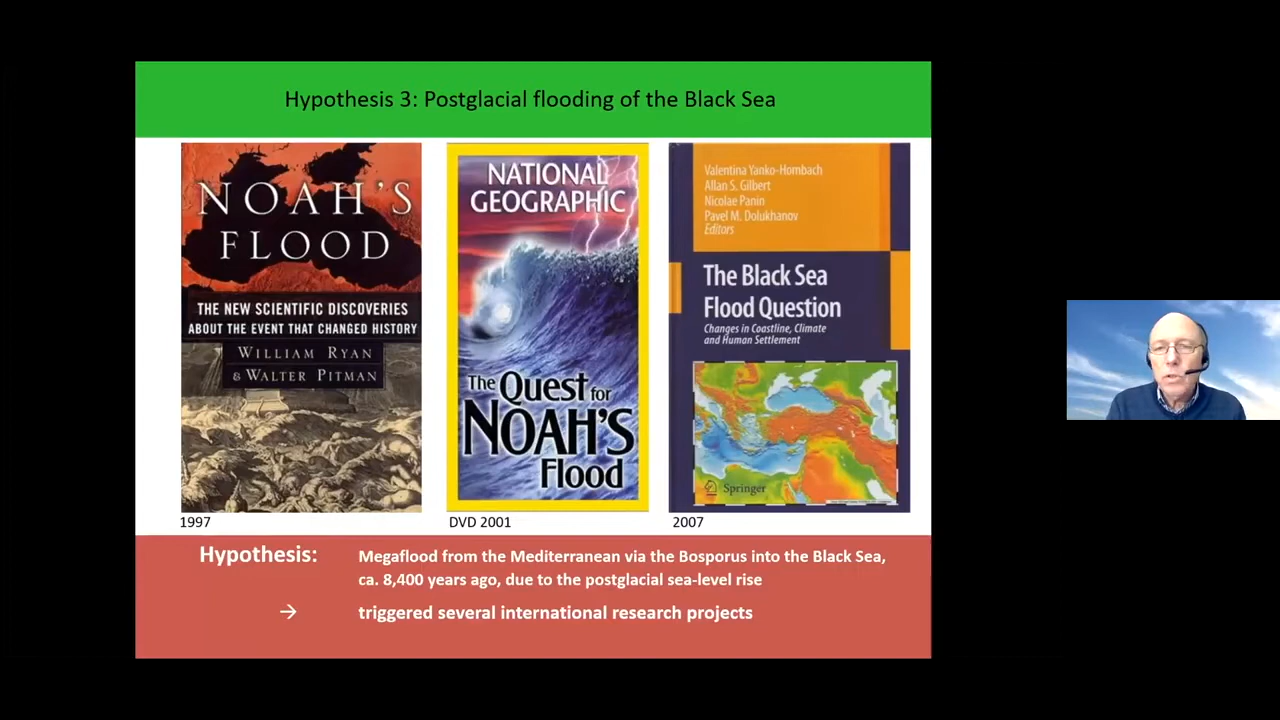 Hypothesis 3: Postglacial flooding of the Black Sea
NOAH'S
FLOOD
THE NEW SCIENTIFIC DISCOVERIES
ABOUT THE EVENT THAT CHANGED HISTORY
WILLIAM RYAN
& WALTER PITMAN
1997
NATIONAL
GEOGRAPHIC
The Quest for
NOAH'S
Flood
DVD 2001
Valentina Yanko-Hombach
Allan S. Gilbert
Nicolae Panin
Pavel M. Dolukhanov
Editors
The Black Sea
Flood Question
Changes in Coastline, Climate
and Human Settlement
Springer
2007
Hypothesis:
Megaflood from the Mediterranean via the Bosporus into the Black Sea,
ca. 8,400 years ago, due to the postglacial sea-level rise
→ triggered several international research projects